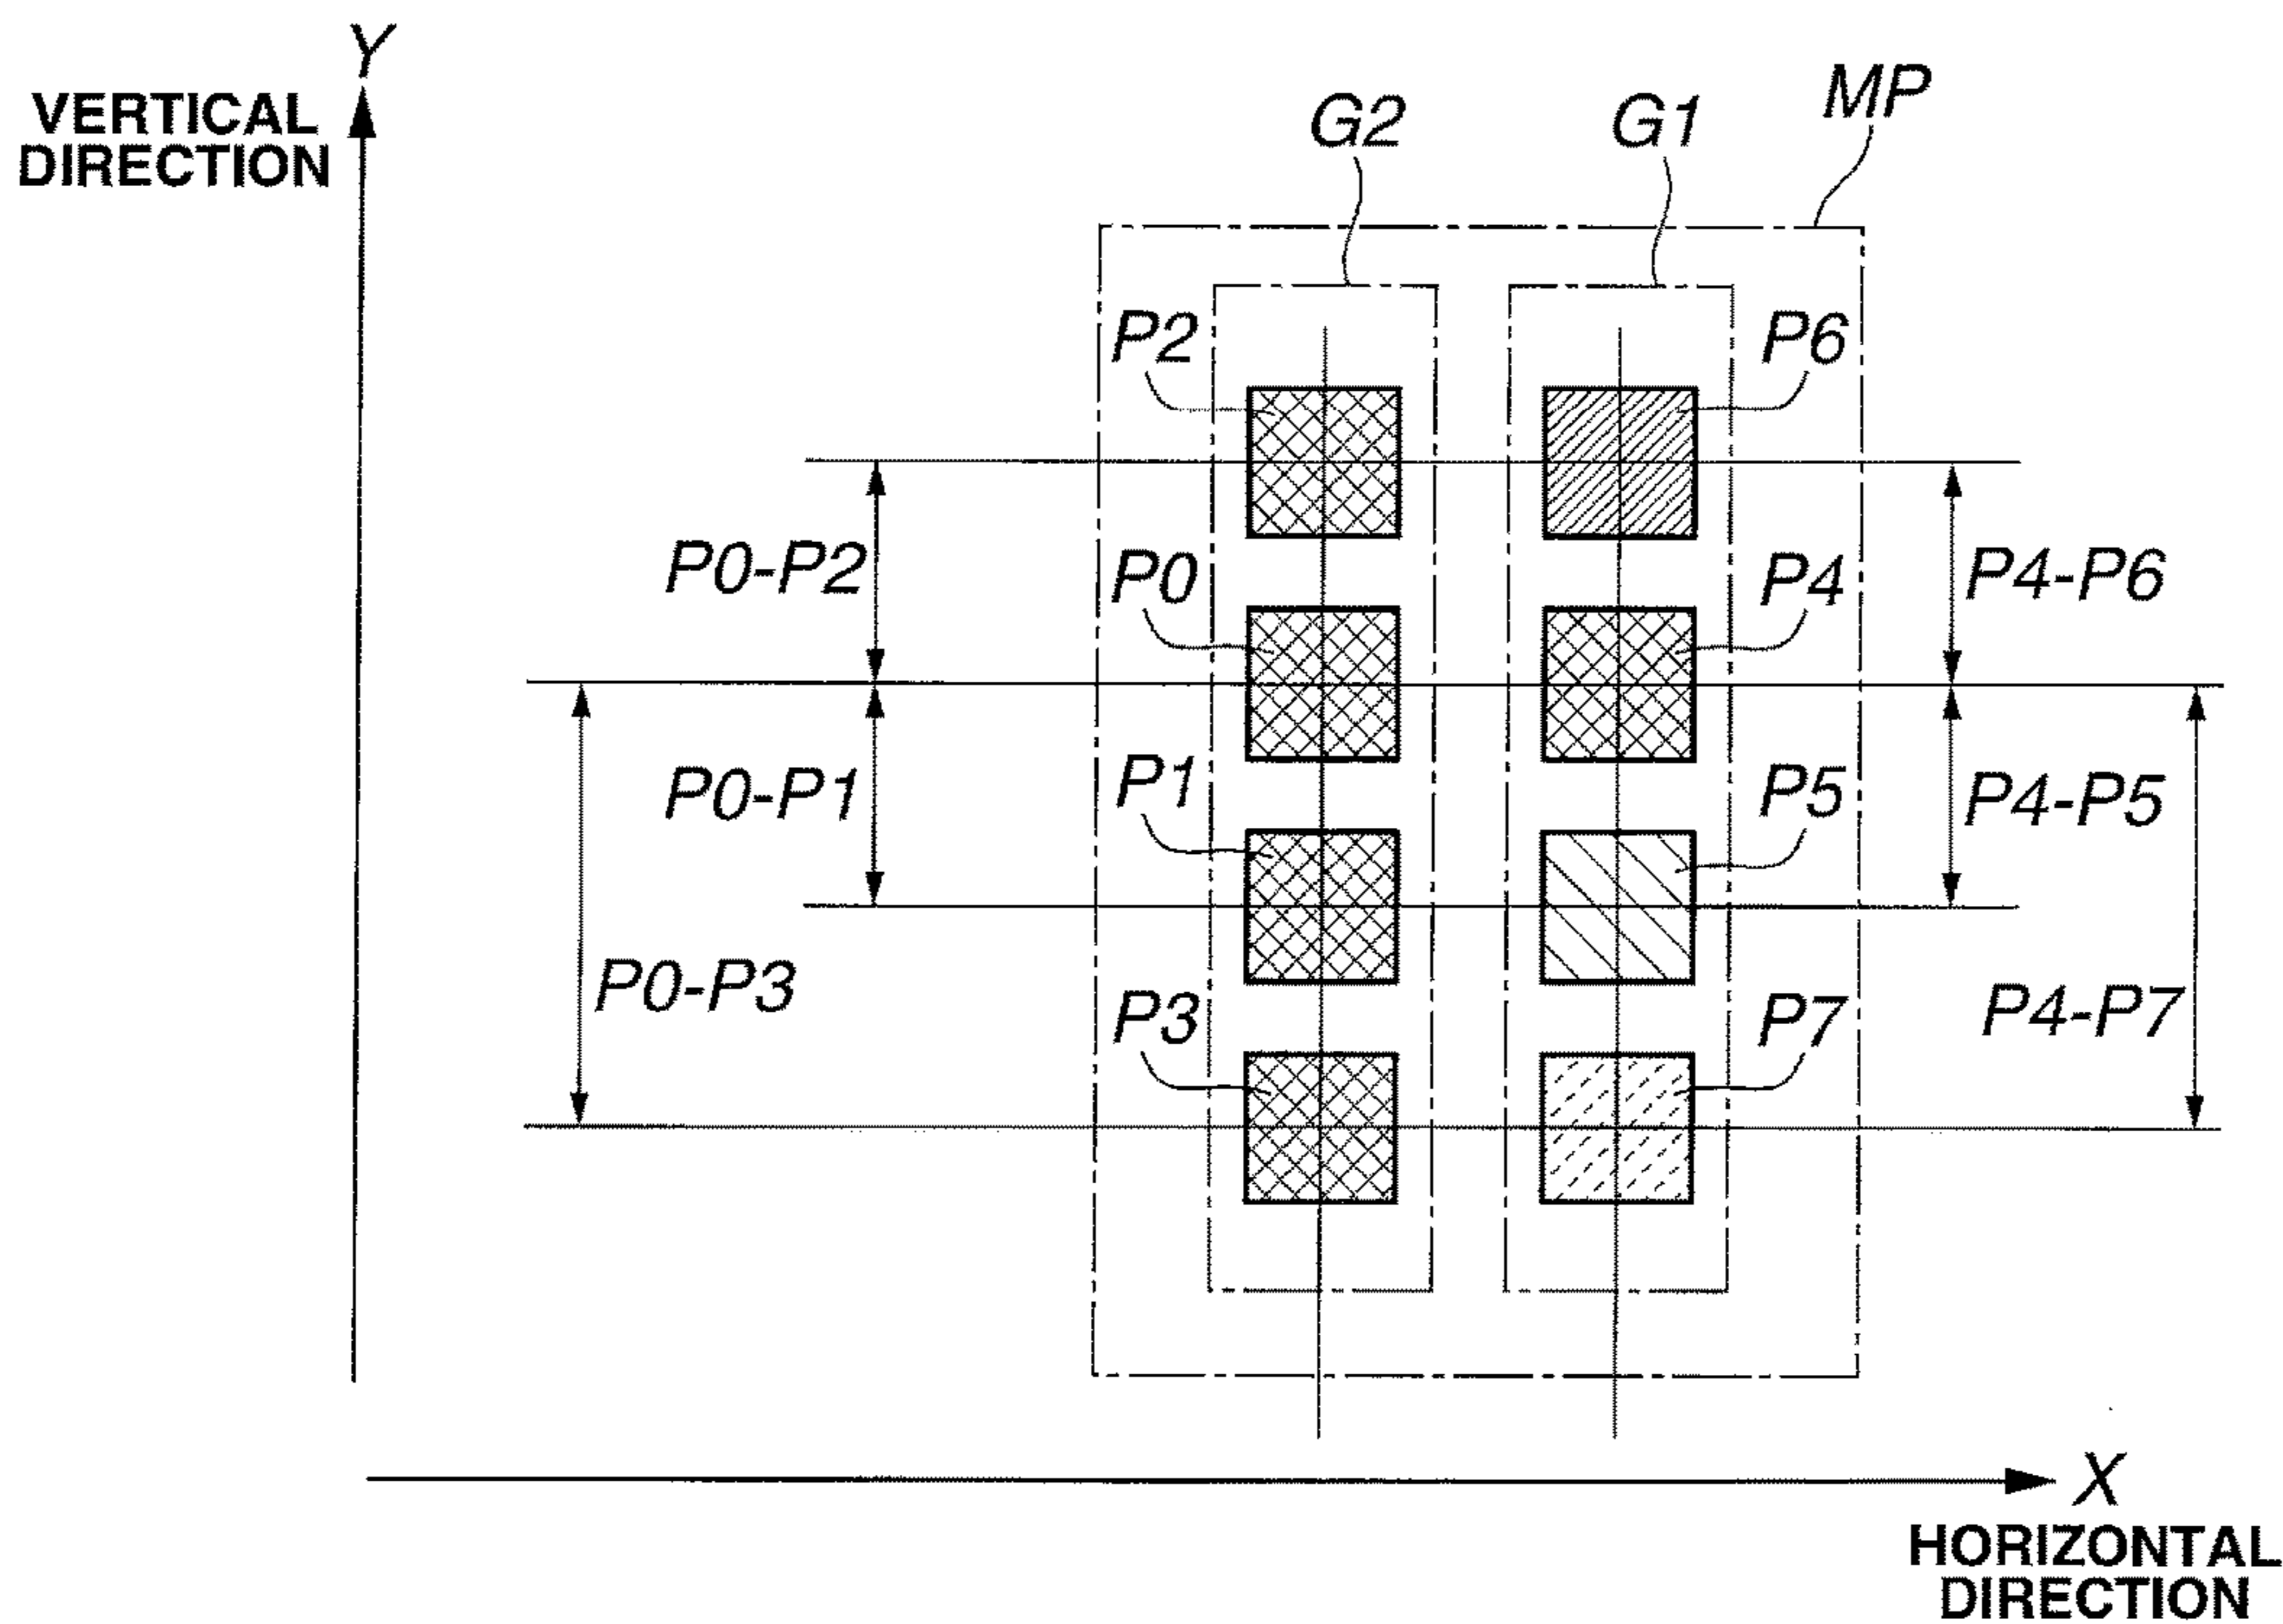 Y
VERTICAL
DIRECTION
G2
G1
MP
P2
P6
P0-P2
P0
P4
P4-P6
P0-P1
P1
P5
P4-P5
P0-P3
P3
P7
P4-P7
X
HORIZONTAL
DIRECTION